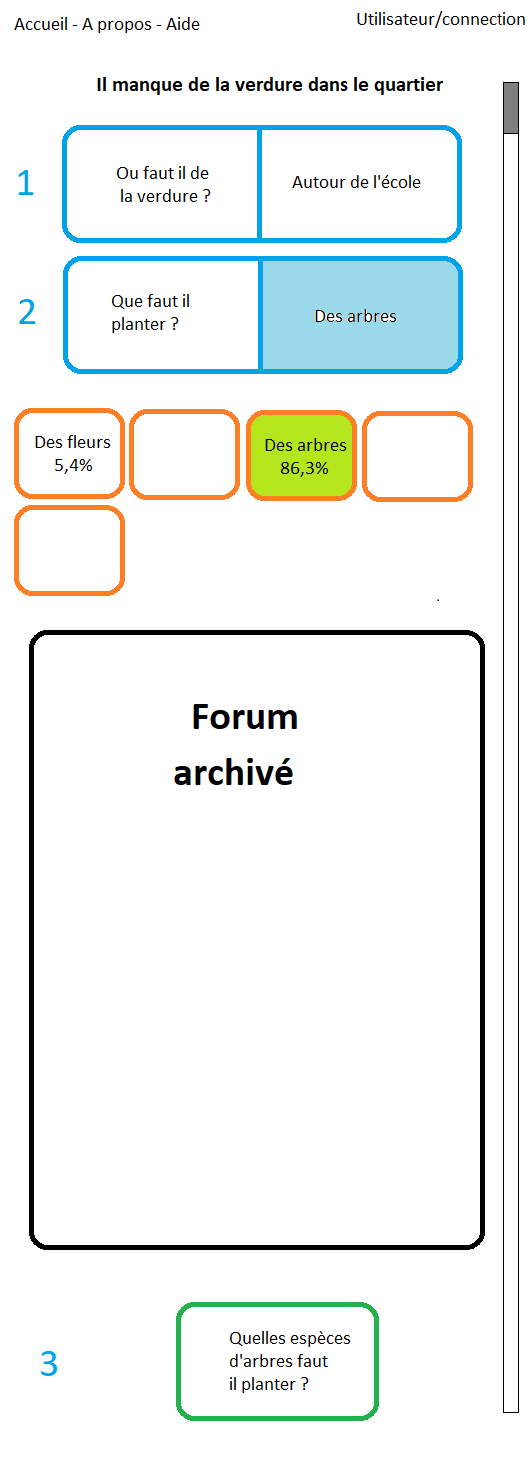 Accueil - A propos - Aide
Utilisateur/connection
Il manque de la verdure dans le quartier
1
Ou faut il de
la verdure ?
Autour de l'école
2
Que faut il
planter ?
Des arbres
Des fleurs
5,4%
Des arbres
86,3%
Forum
archivé
3
Quelles espèces
d'arbres faut
il planter ?